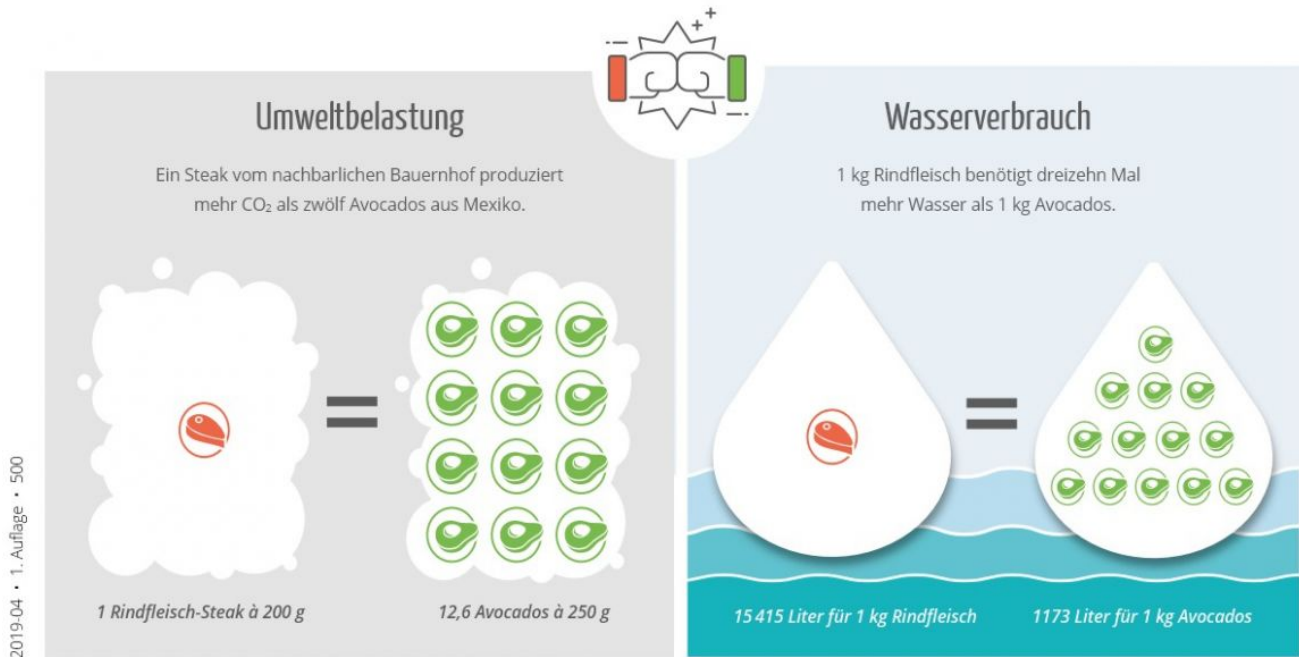 Umweltbelastung
Ein Steak vom nachbarlichen Bauernhof produziert
mehr CO₂ als zwölf Avocados aus Mexiko.
1 Rindfleisch-Steak à 200 g
12,6 Avocados à 250 g
Wasserverbrauch
1 kg Rindfleisch benötigt dreizehn Mal
mehr Wasser als 1 kg Avocados.
15 415 Liter für 1 kg Rindfleisch
1173 Liter für 1 kg Avocados
2019-04 • 1. Auflage • 500